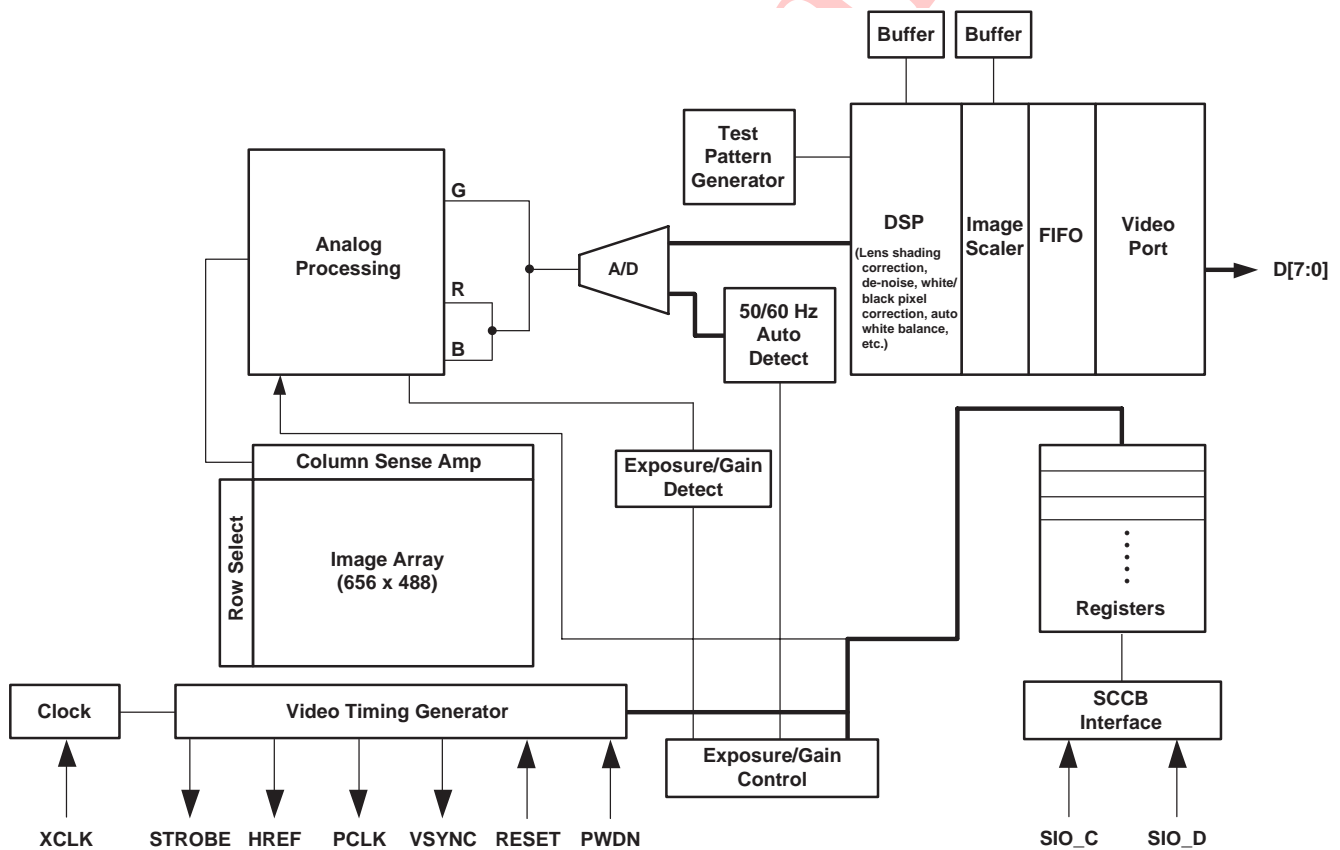 Buffer
Buffer
Test
Pattern
Generator
Analog
Processing
G
R
B
A/D
50/60 Hz
Auto
Detect
DSP
(Lens shading
correction,
de-noise, white/
black pixel
correction, auto
white balance,
etc.)
Image
Scaler
FIFO
Video
Port
D[7:0]
Column Sense Amp
Row Select
Image Array
(656 x 488)
Exposure/Gain
Detect
Registers
Clock
Video Timing Generator
Exposure/Gain
Control
SCCB
Interface
XCLK
STROBE
HREF
PCLK
VSYNC
RESET
PWDN
SIO_C
SIO_D